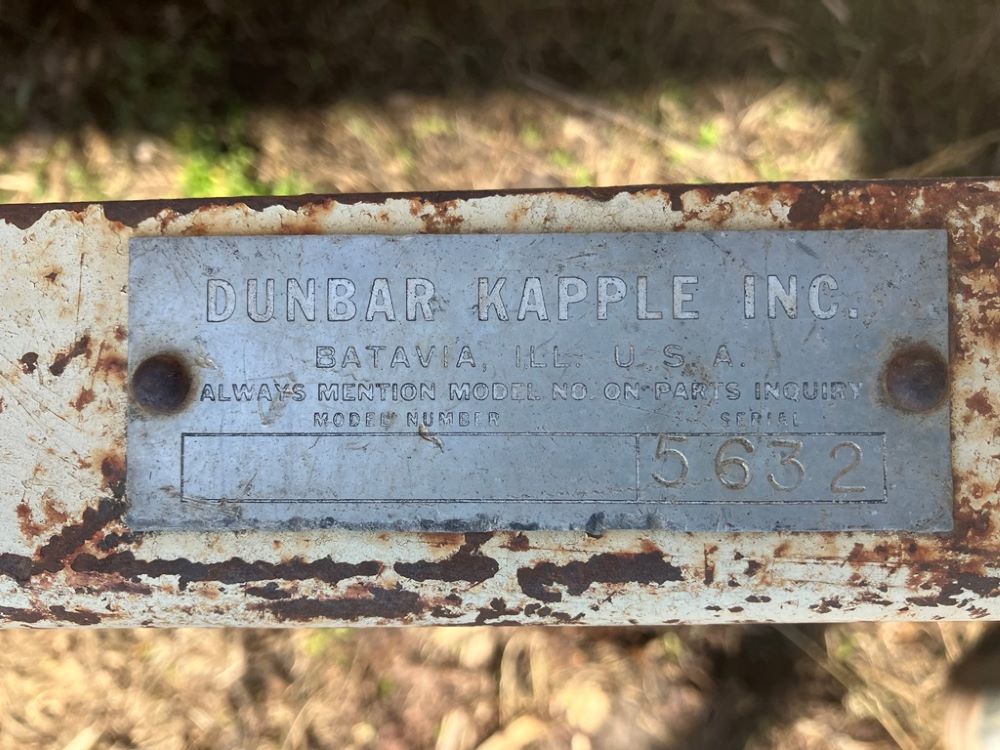 DUNBAR KAPPLE INC.
BATAVIA, ILL. U.S.A.
ALWAYS MENTION MODEL NO. ON PARTS INQUIRY
MODEL NUMBER SERIAL
5632